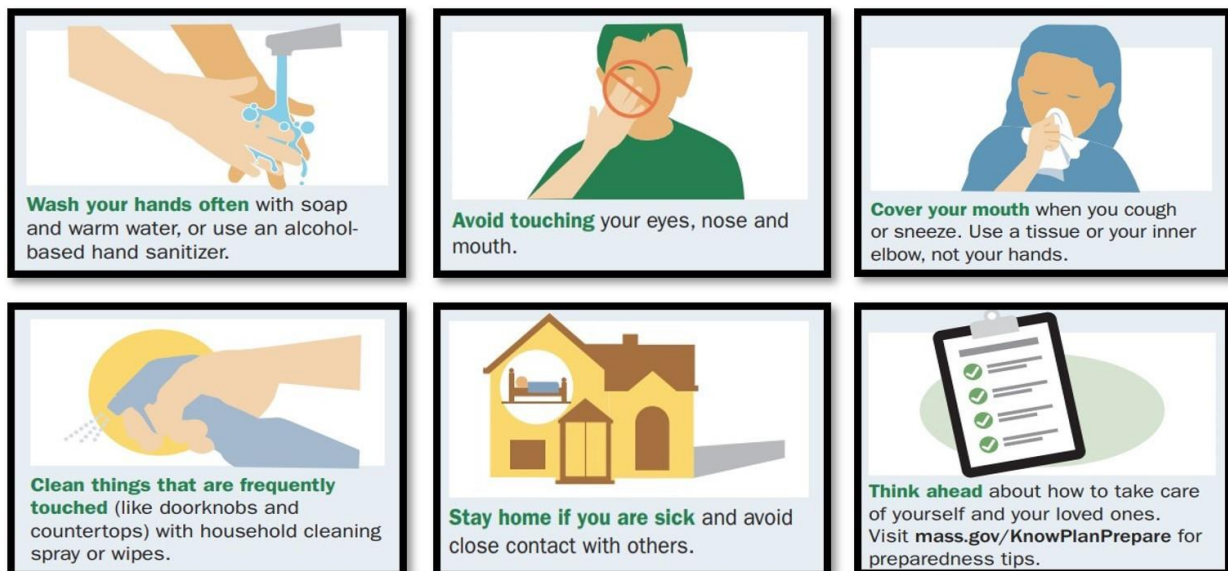 Wash your hands often with soap
and warm water, or use an alcohol-
based hand sanitizer.
Avoid touching your eyes, nose and
mouth.
Cover your mouth when you cough
or sneeze. Use a tissue or your inner
elbow, not your hands.
Clean things that are frequently
touched (like doorknobs and
countertops) with household cleaning
spray or wipes.
Stay home if you are sick and avoid
close contact with others.
Think ahead about how to take care
of yourself and your loved ones.
Visit mass.gov/KnowPlanPrepare for
preparedness tips.